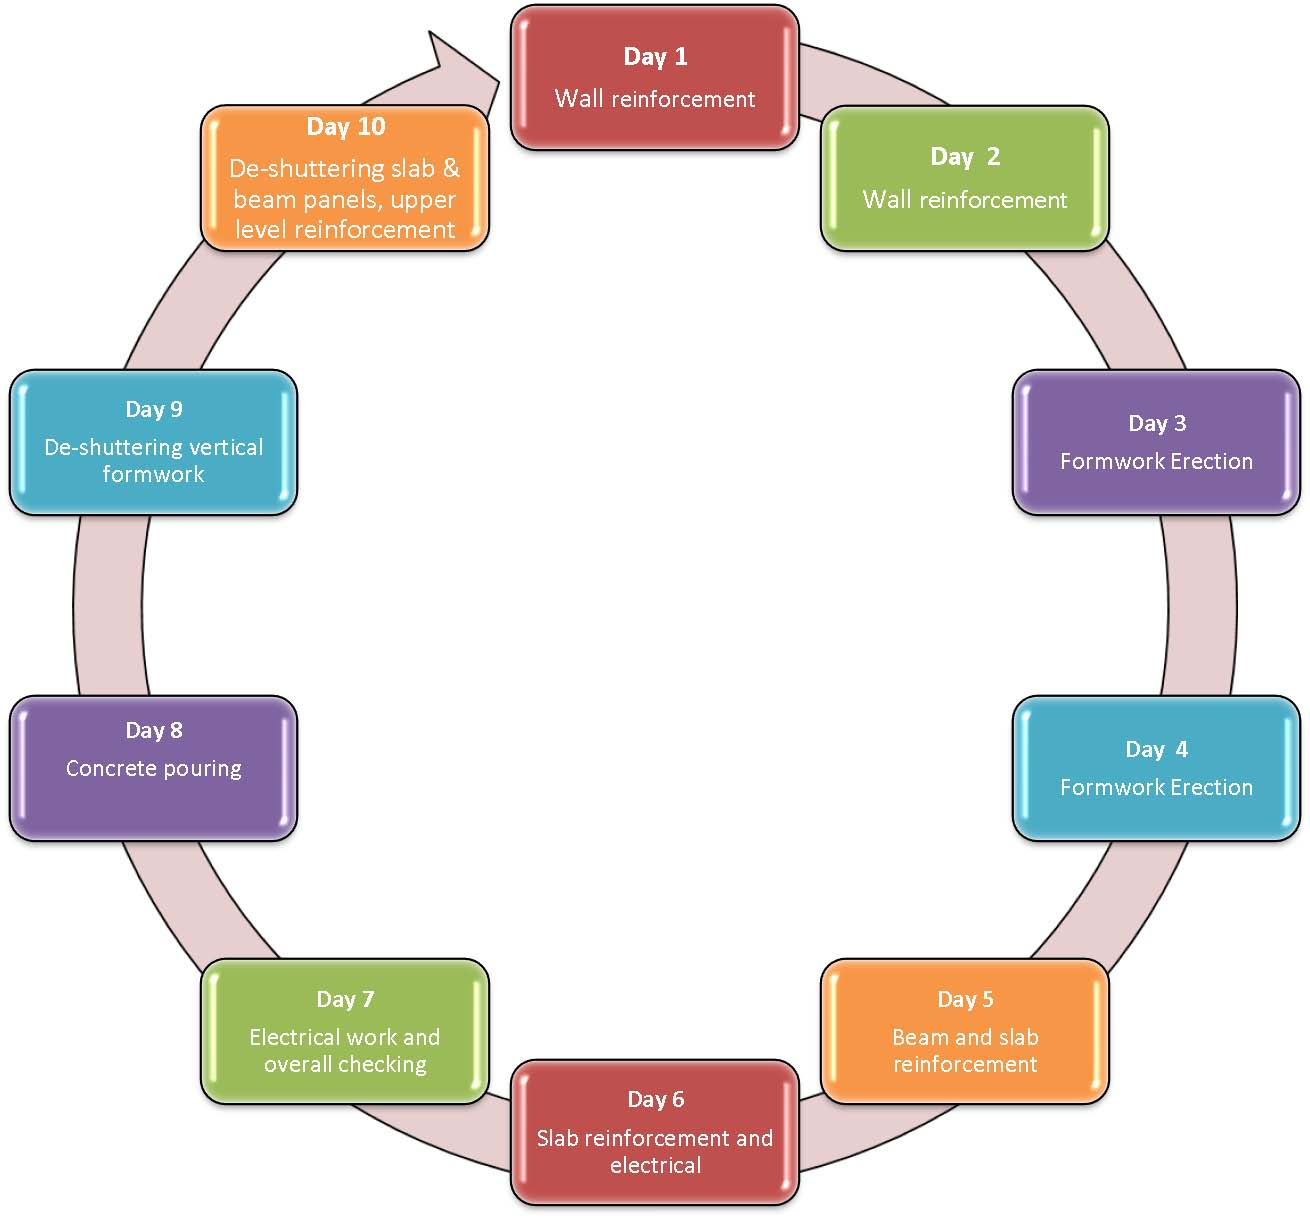 Day 1
Wall reinforcement
Day 2
Wall reinforcement
Day 3
Formwork Erection
Day 4
Formwork Erection
Day 5
Beam and slab
reinforcement
Day 6
Slab reinforcement and
electrical
Day 7
Electrical work and
overall checking
Day 8
Concrete pouring
Day 9
De-shuttering vertical
formwork
Day 10
De-shuttering slab &
beam panels, upper
level reinforcement